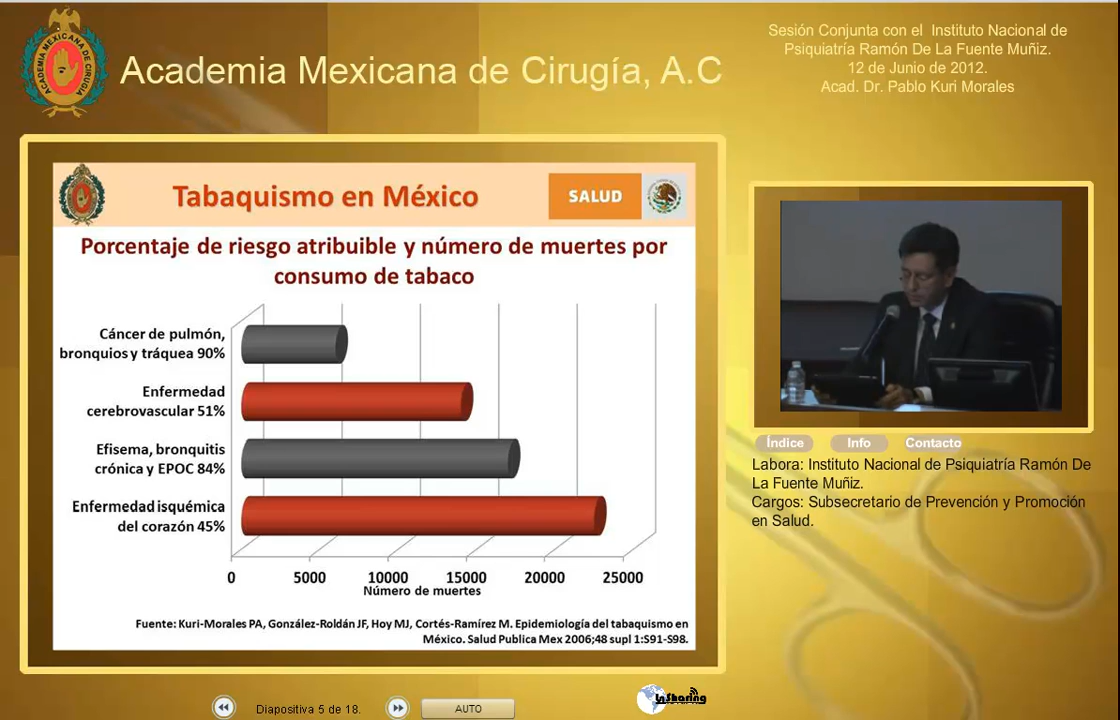 ACADEMIA MEXICANA DE CIRUGÍA
Academia Mexicana de Cirugía, A.C
Sesión Conjunta con el Instituto Nacional de
Psiquiatría Ramón De La Fuente Muñiz.
12 de Junio de 2012.
Acad. Dr. Pablo Kuri Morales
Tabaquismo en México
SALUD
Porcentaje de riesgo atribuible y número de muertes por
consumo de tabaco
Cáncer de pulmón,
bronquios y tráquea 90%
Enfermedad
cerebrovascular 51%
Efisema, bronquitis
crónica y EPOC 84%
Enfermedad isquémica
del corazón 45%
0 5000 10000 15000 20000 25000
Número de muertes
Fuente: Kuri-Morales PA, González-Roldán JF, Hoy MJ, Cortés-Ramírez M. Epidemiología del tabaquismo en
México. Salud Publica Mex 2006;48 supl 1:S91-S98.
Índice Info Contacto
Labora: Instituto Nacional de Psiquiatría Ramón De
La Fuente Muñiz.
Cargos: Subsecretario de Prevención y Promoción
en Salud.
Diapositiva 5 de 18.
AUTO
InSharing